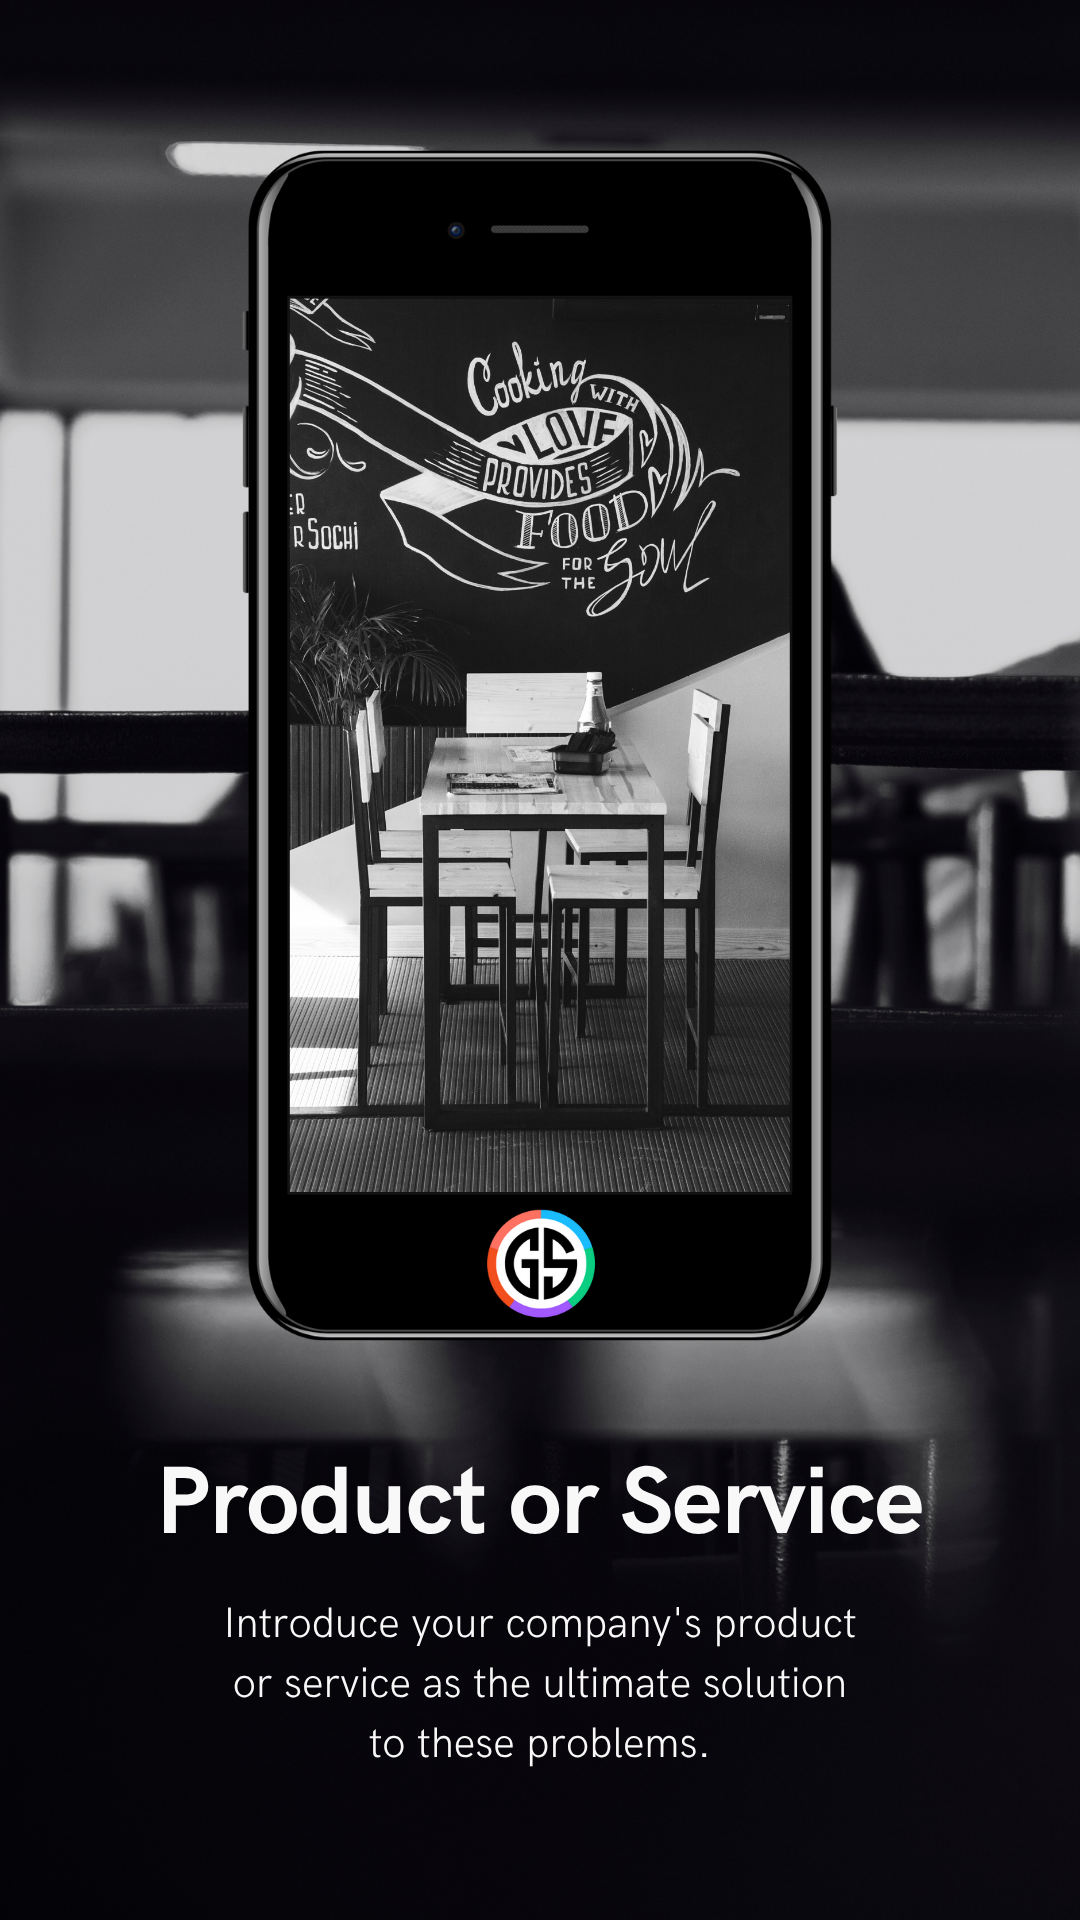 Cooking
WITH
LOVE
PROVIDES
FOOD
FOR
THE
Soul
ER
R SOCHi
GS
Product or Service
Introduce your company's product
or service as the ultimate solution
to these problems.